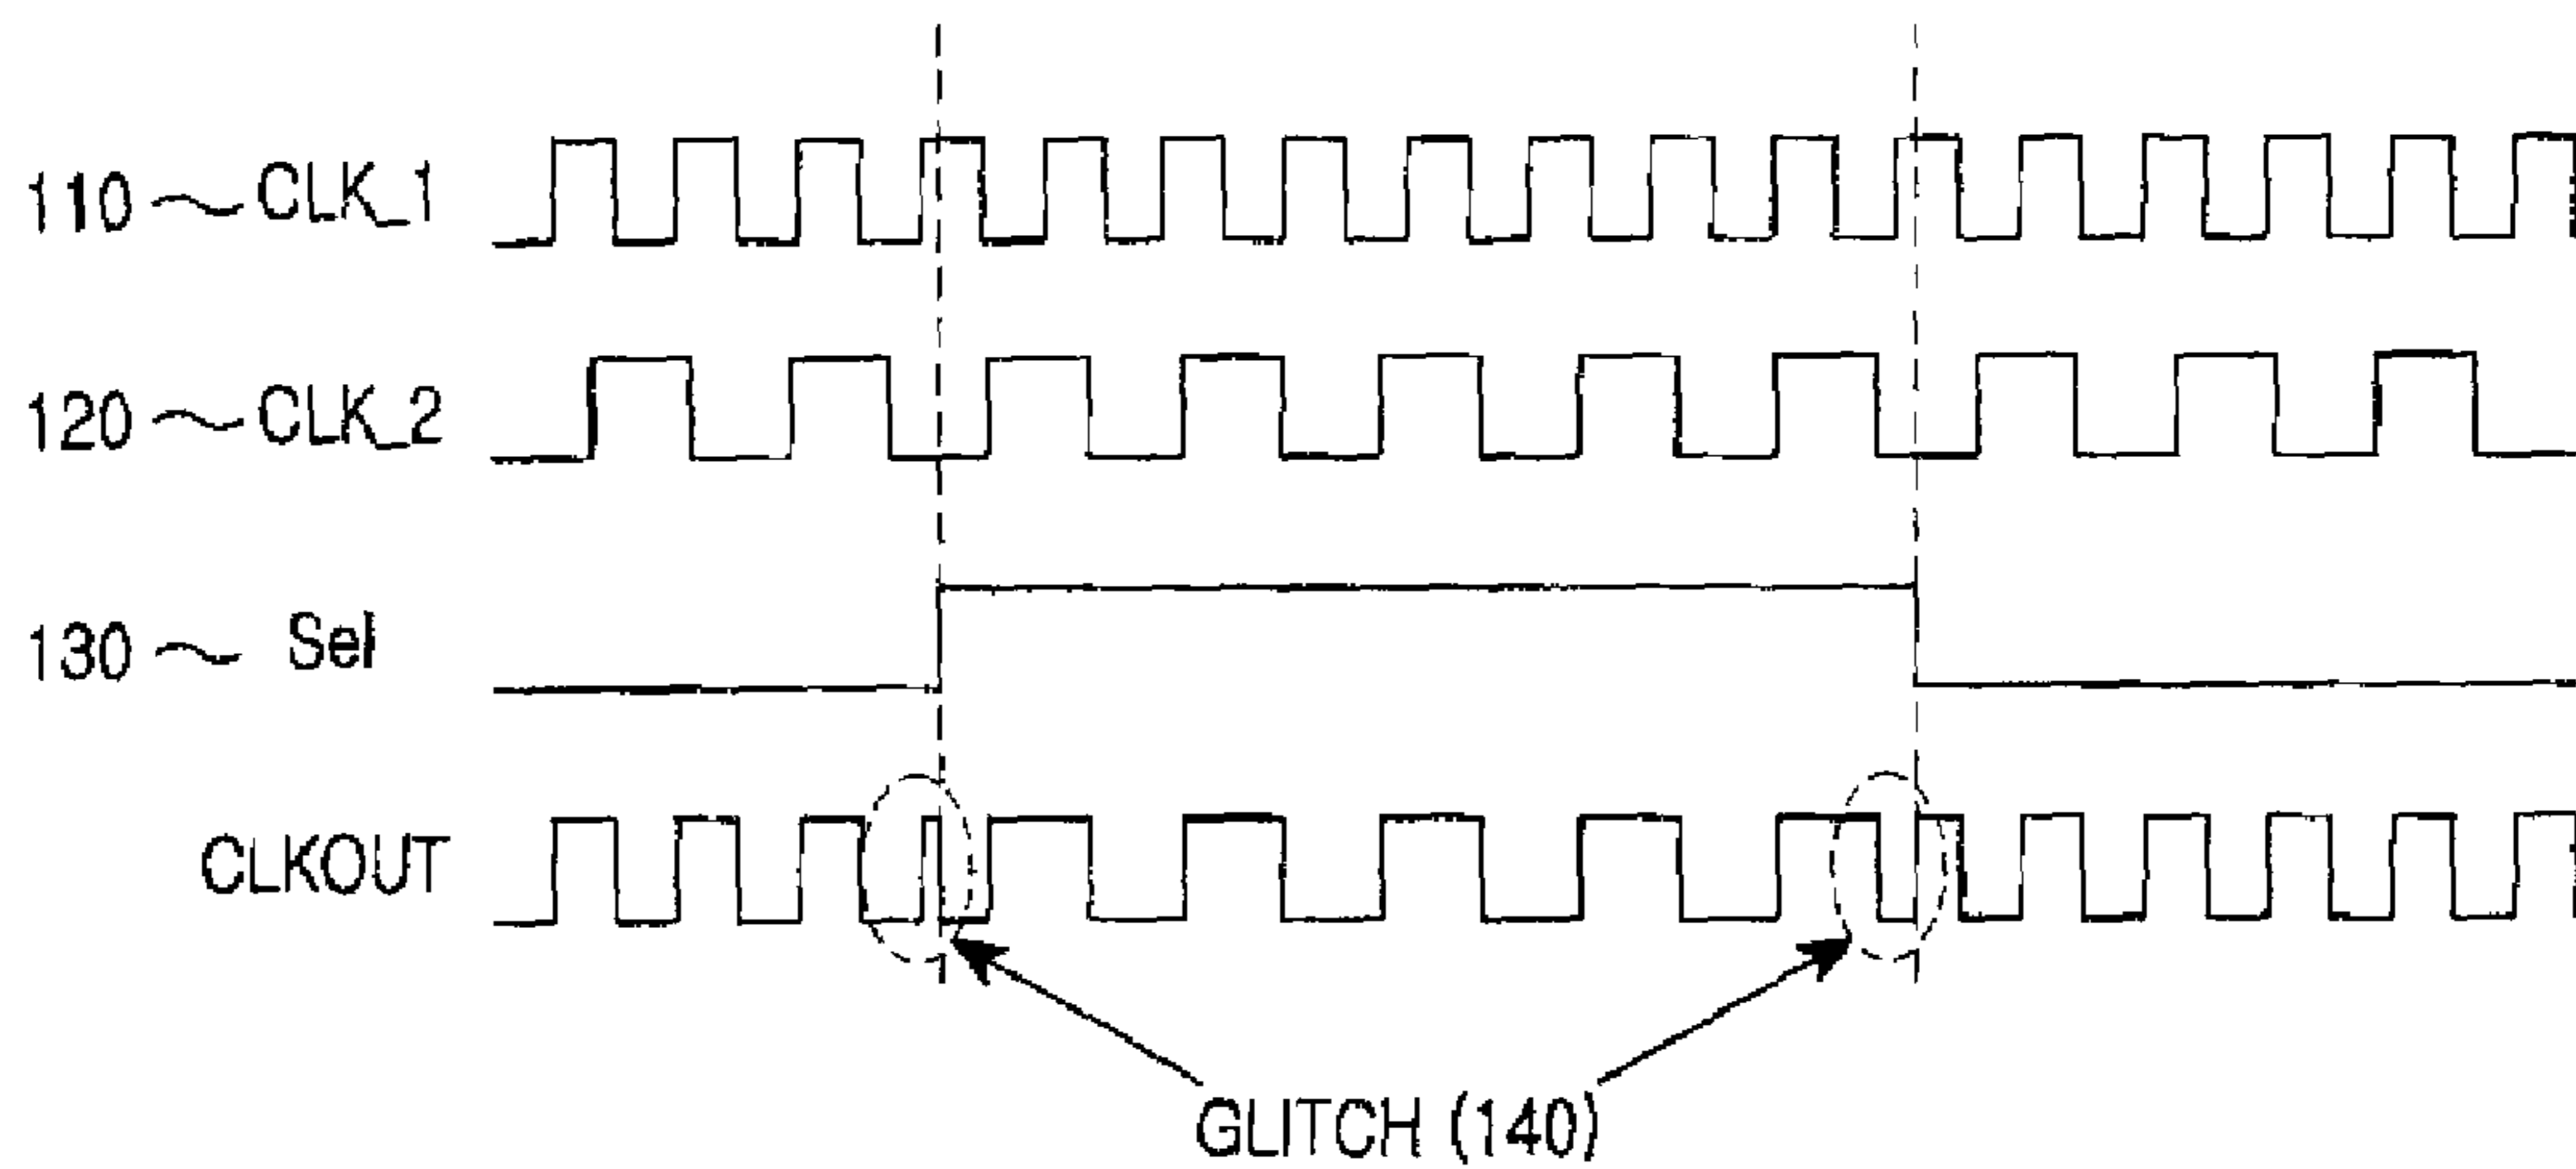 110 ~ CLK_1
120 ~ CLK_2
130 ~ Sel
CLKOUT
GLITCH (140)